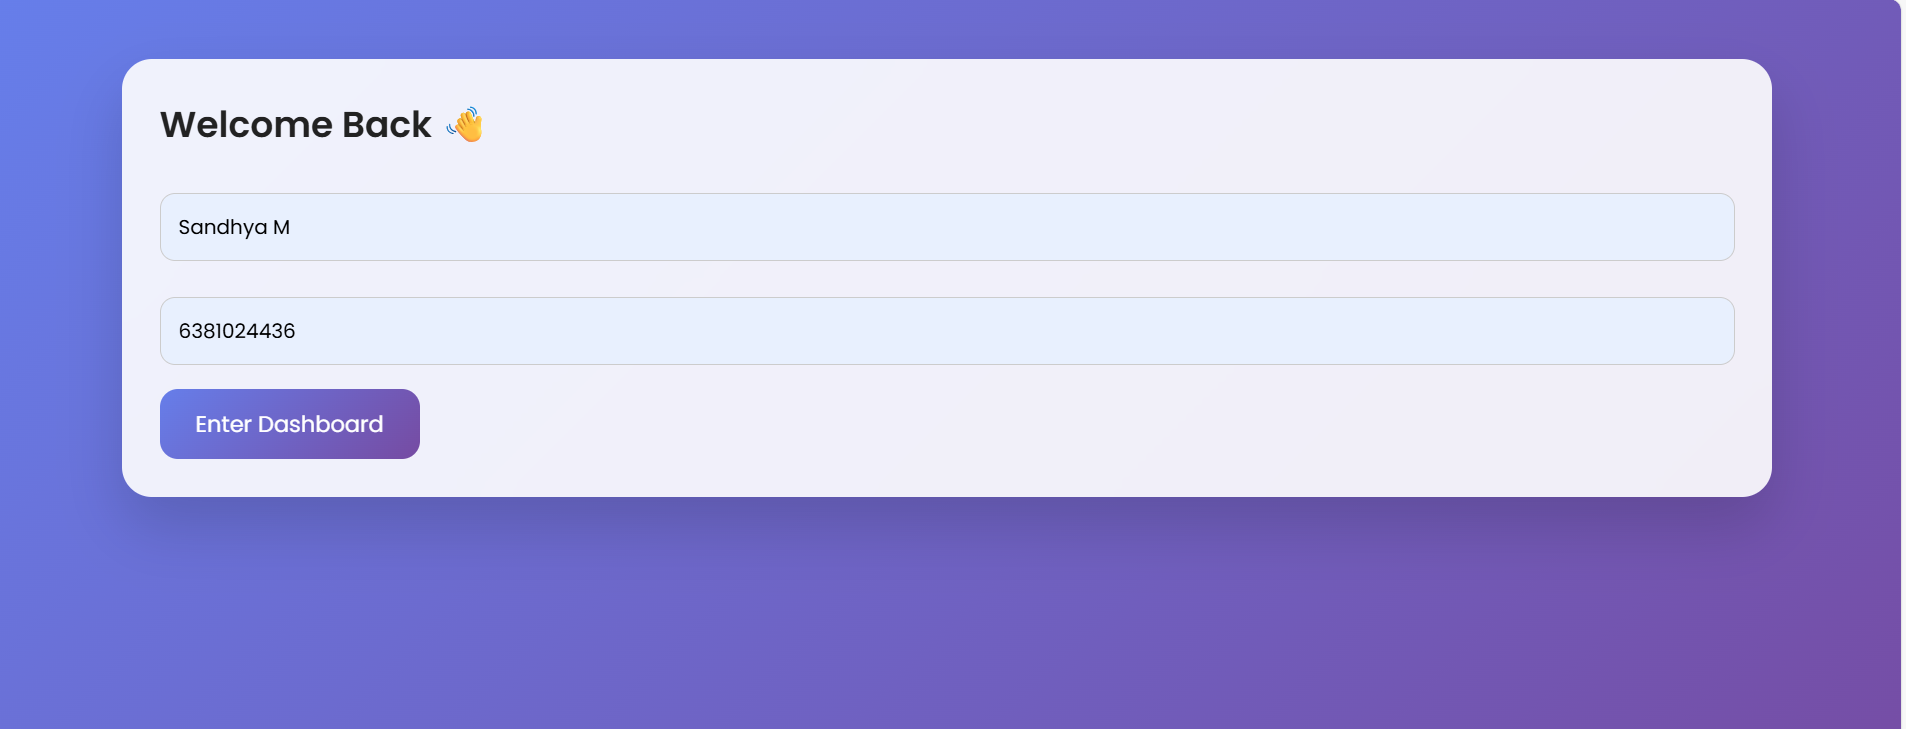 Welcome Back 👋
Sandhya M
6381024436
Enter Dashboard